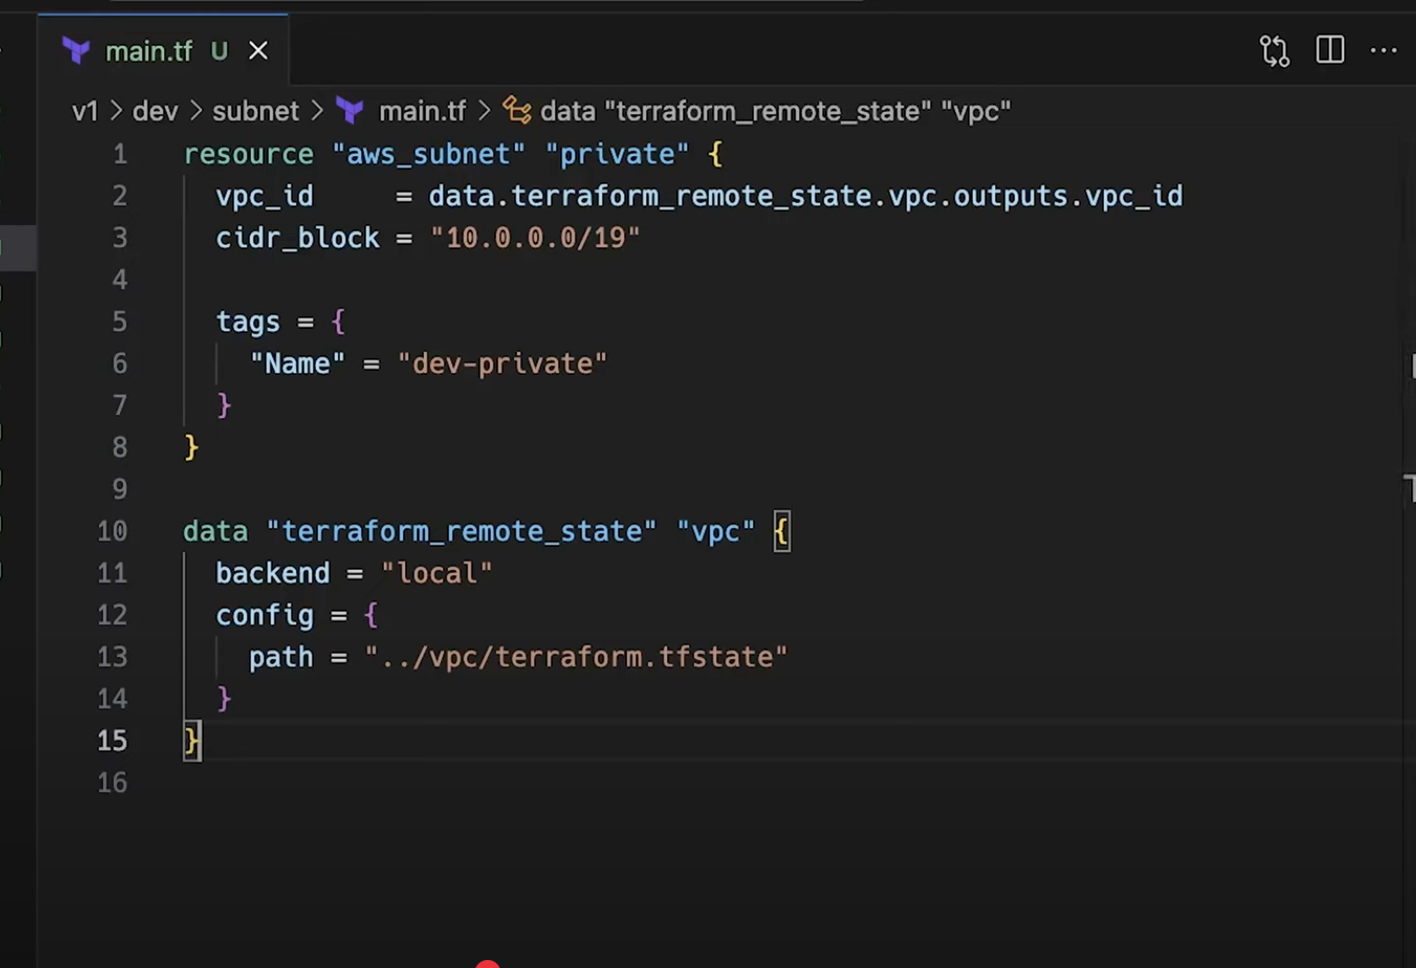 main.tf U
v1 > dev > subnet > main.tf > data "terraform_remote_state" "vpc"
1 resource "aws_subnet" "private" {
2   vpc_id     = data.terraform_remote_state.vpc.outputs.vpc_id
3   cidr_block = "10.0.0.0/19"
4
5   tags = {
6     "Name" = "dev-private"
7   }
8 }
9
10 data "terraform_remote_state" "vpc" {
11   backend = "local"
12   config = {
13     path = "../vpc/terraform.tfstate"
14   }
15 }
16